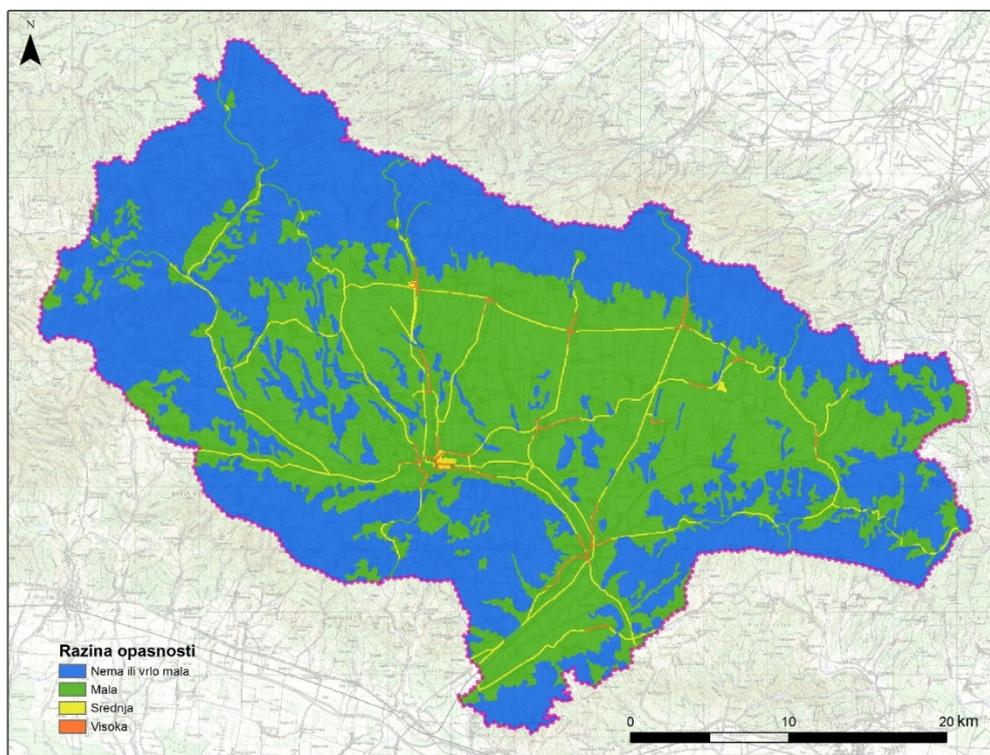 N
Razina opasnosti
Nema ili vrlo mala
Mala
Srednja
Visoka
0 10 20 km